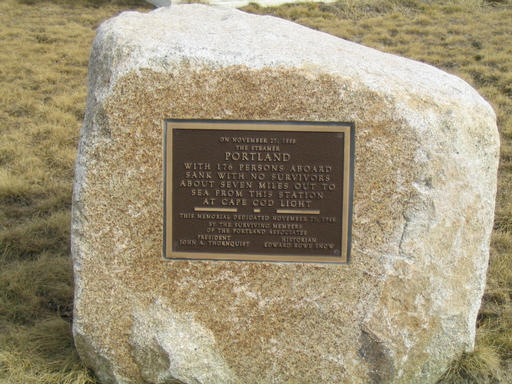 ON NOVEMBER 27, 1898
THE STEAMER
PORTLAND
WITH 176 PERSONS ABOARD
SANK WITH NO SURVIVORS
ABOUT SEVEN MILES OUT TO
SEA FROM THIS STATION
AT CAPE COD LIGHT
THIS MEMORIAL DEDICATED NOVEMBER
BY THE SURVIVING MEMBERS
OF THE PORTLAND ASSOCIATES
PRESIDENT HISTORIAN
JOHN A. THORNQUIST EDWARD ROWE SNOW